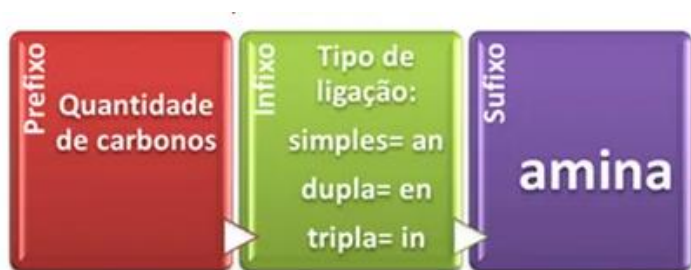 Prefixo
Quantidade
de carbonos
Infixo
Tipo de
ligação:
simples= an
dupla= en
tripla= in
Sufixo
amina